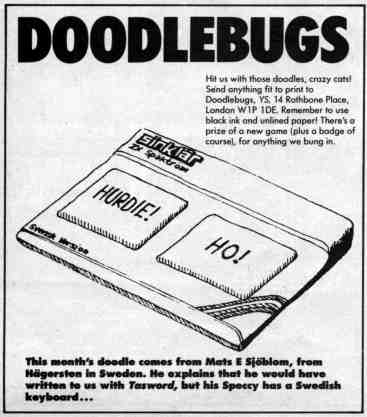 DOODLEBUGS
Hit us with those doodles, crazy cats!
Send anything fit to print to
Doodlebugs, YS, 14 Rathbone Place,
London W1P 1DE. Remember to use
black ink and unlined paper! There's a
prize of a new game (plus a badge of
course), for anything we bung in.
ZX Spektrum
HURDIE!
HO!
Svensk Version
This month's doodle comes from Mats E Sjöblom, from
Hägersten in Sweden. He explains that he would have
written to us with Tasword, but his Speccy has a Swedish
keyboard...